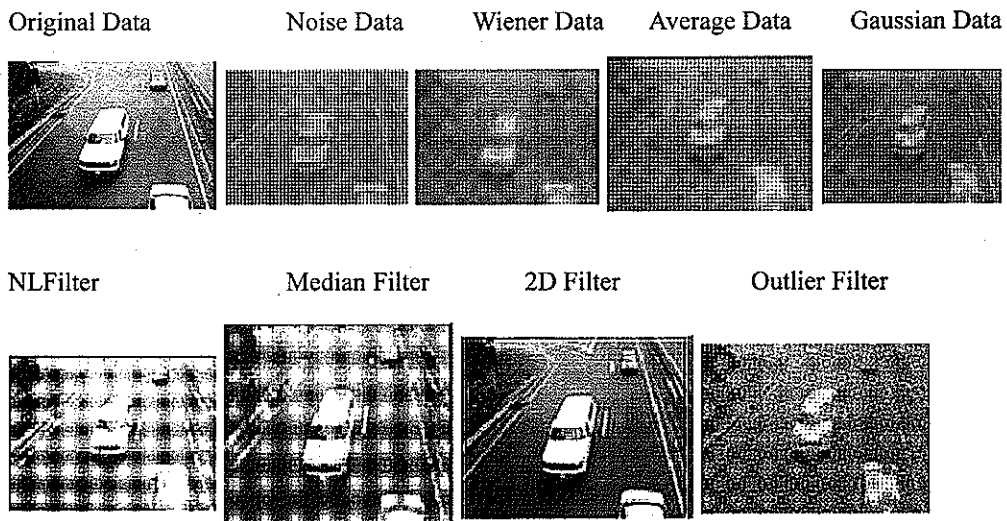 Original Data Noise Data Wiener Data Average Data Gaussian Data
NLFilter Median Filter 2D Filter Outlier Filter